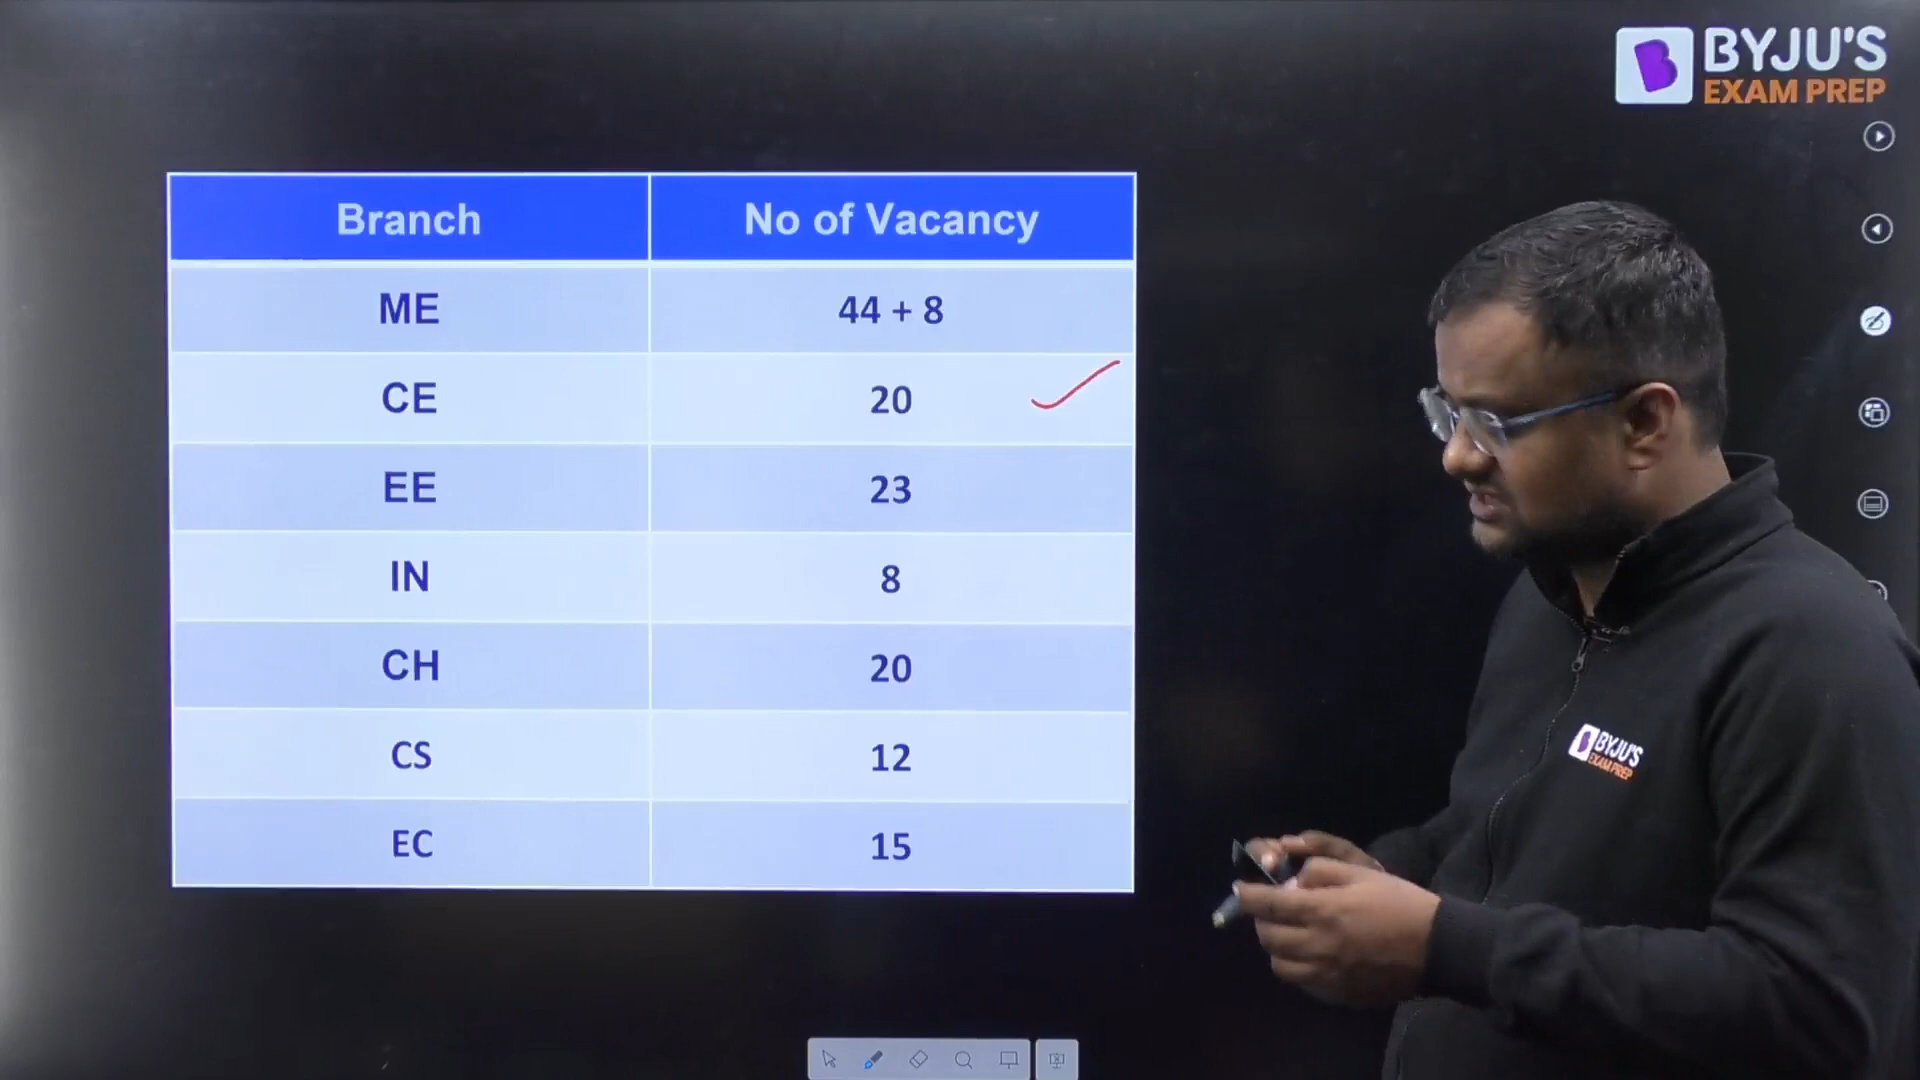 BYJU'S
EXAM PREP
Branch No of Vacancy
ME 44 + 8
CE 20
EE 23
IN 8
CH 20
CS 12
EC 15
BYJU'S
EXAM PREP